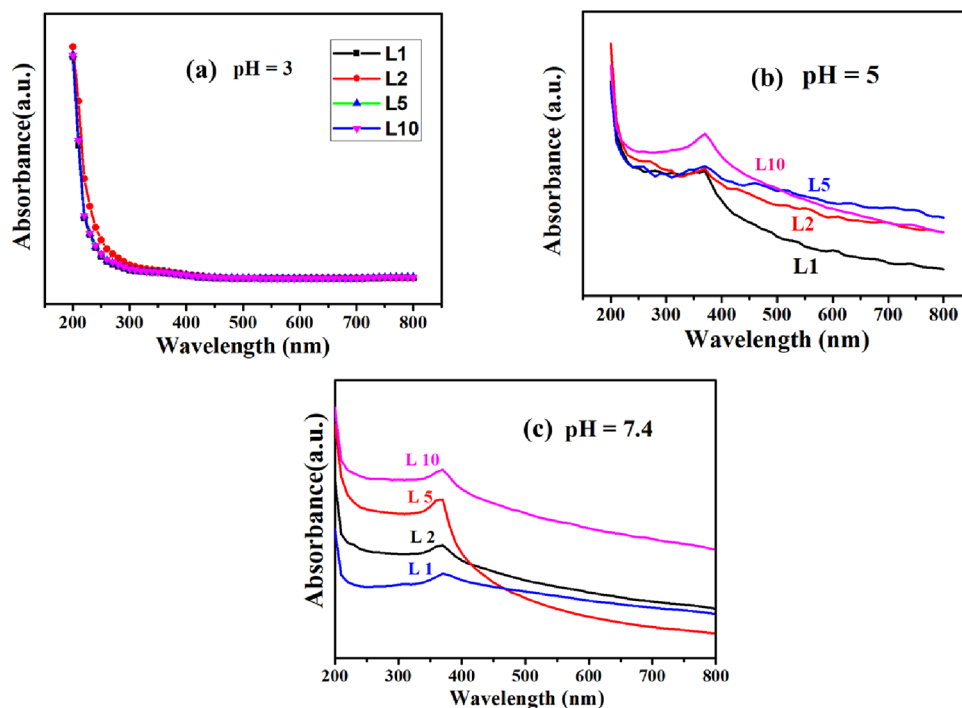 (a) pH = 3
L1
L2
L5
L10
Absorbance(a.u.)
200 300 400 500 600 700 800
Wavelength (nm)
(b) pH = 5
L10
L5
L2
L1
Absorbance (a.u.)
200 300 400 500 600 700 800
Wavelength (nm)
(c) pH = 7.4
L 10
L 5
L 2
L 1
Absorbance(a.u.)
200 300 400 500 600 700 800
Wavelength (nm)